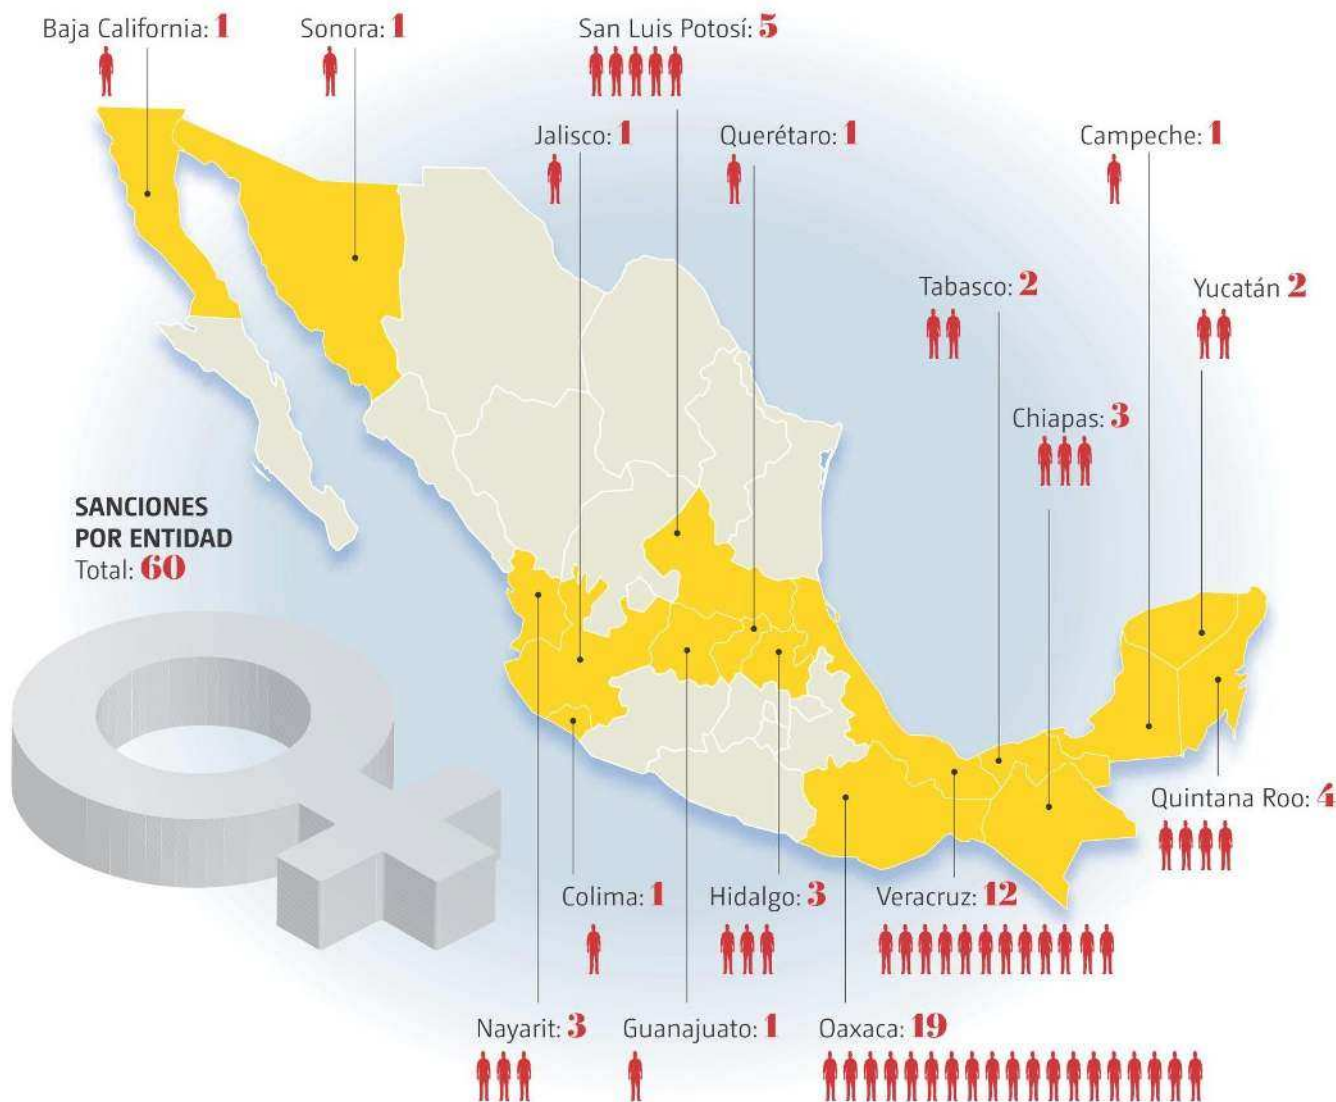 Baja California: 1
Sonora: 1
San Luis Potosí: 5
Jalisco: 1
Querétaro: 1
Campeche: 1
Tabasco: 2
Yucatán 2
Chiapas: 3
SANCIONES
POR ENTIDAD
Total: 60
Quintana Roo: 4
Colima: 1
Hidalgo: 3
Veracruz: 12
Nayarit: 3
Guanajuato: 1
Oaxaca: 19